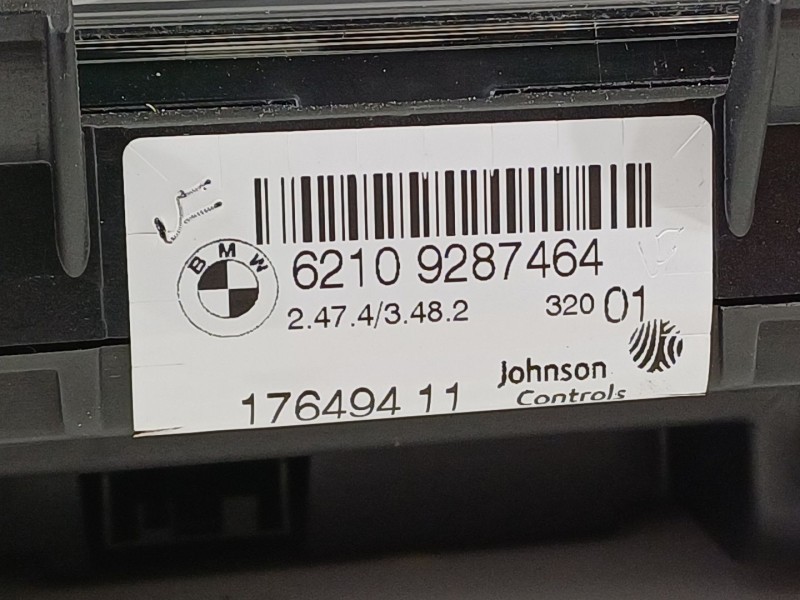 BMW
6210 9287464
2.47.4/3.48.2 320 01
176494 11
Johnson
Controls